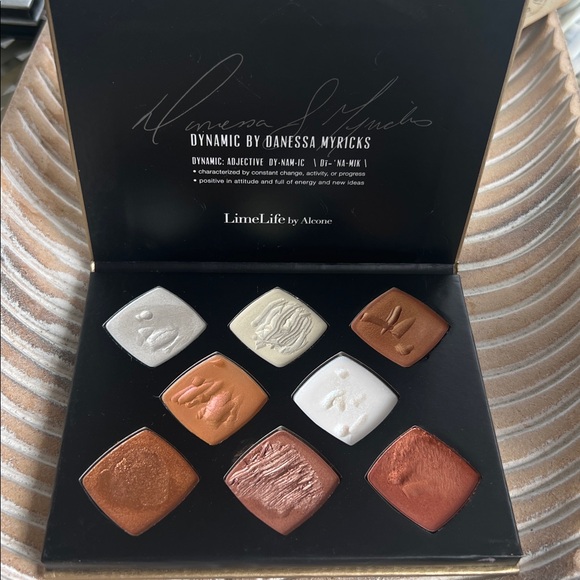 Danessa Myricks
DYNAMIC BY DANESSA MYRICKS
DYNAMIC: ADJECTIVE DY·NAM·IC \ DI-'NA-MIK \
• characterized by constant change, activity, or progress
• positive in attitude and full of energy and new ideas
LimeLife by Alcone